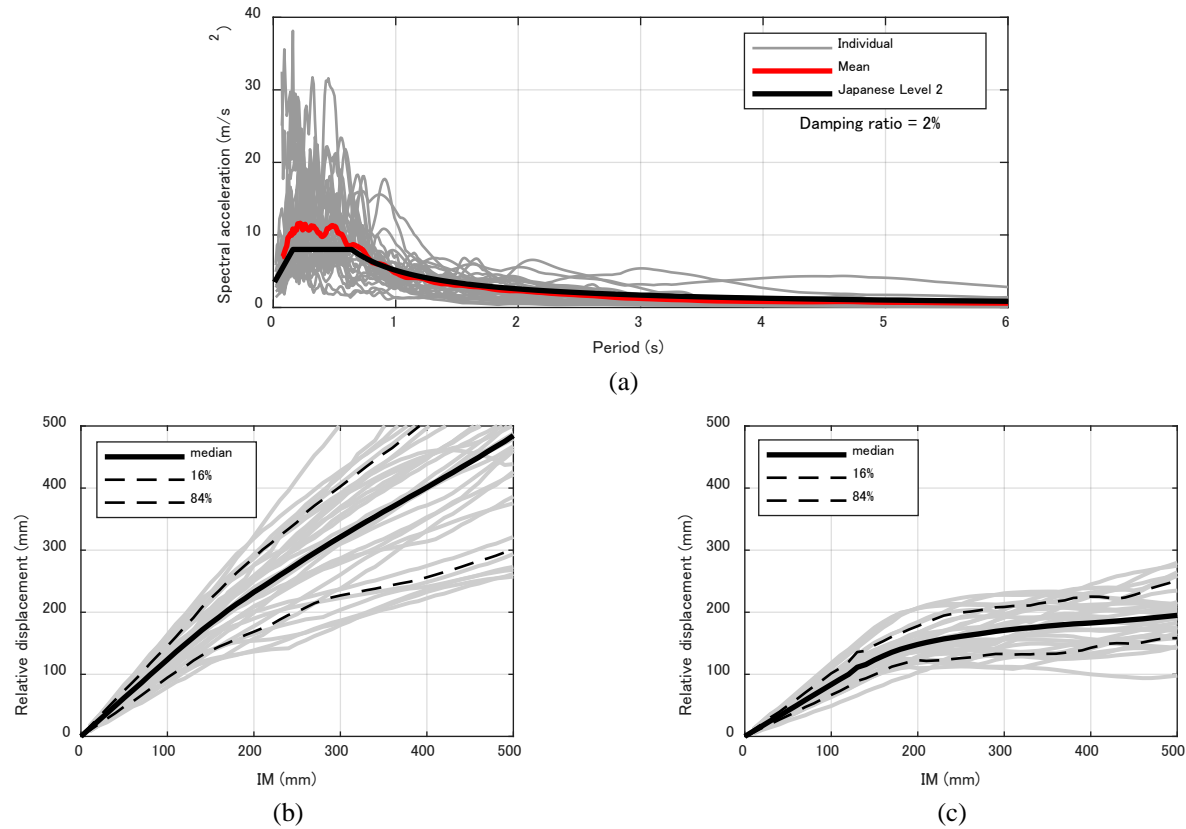 40
30
20
10
0
Spectral acceleration (m/s
2
)
Individual
Mean
Japanese Level 2
Damping ratio = 2%
0 1 2 3 4 5 6
Period (s)
(a)
500
400
300
200
100
0
Relative displacement (mm)
median
16%
84%
0 100 200 300 400 500
IM (mm)
(b)
500
400
300
200
100
0
Relative displacement (mm)
median
16%
84%
0 100 200 300 400 500
IM (mm)
(c)